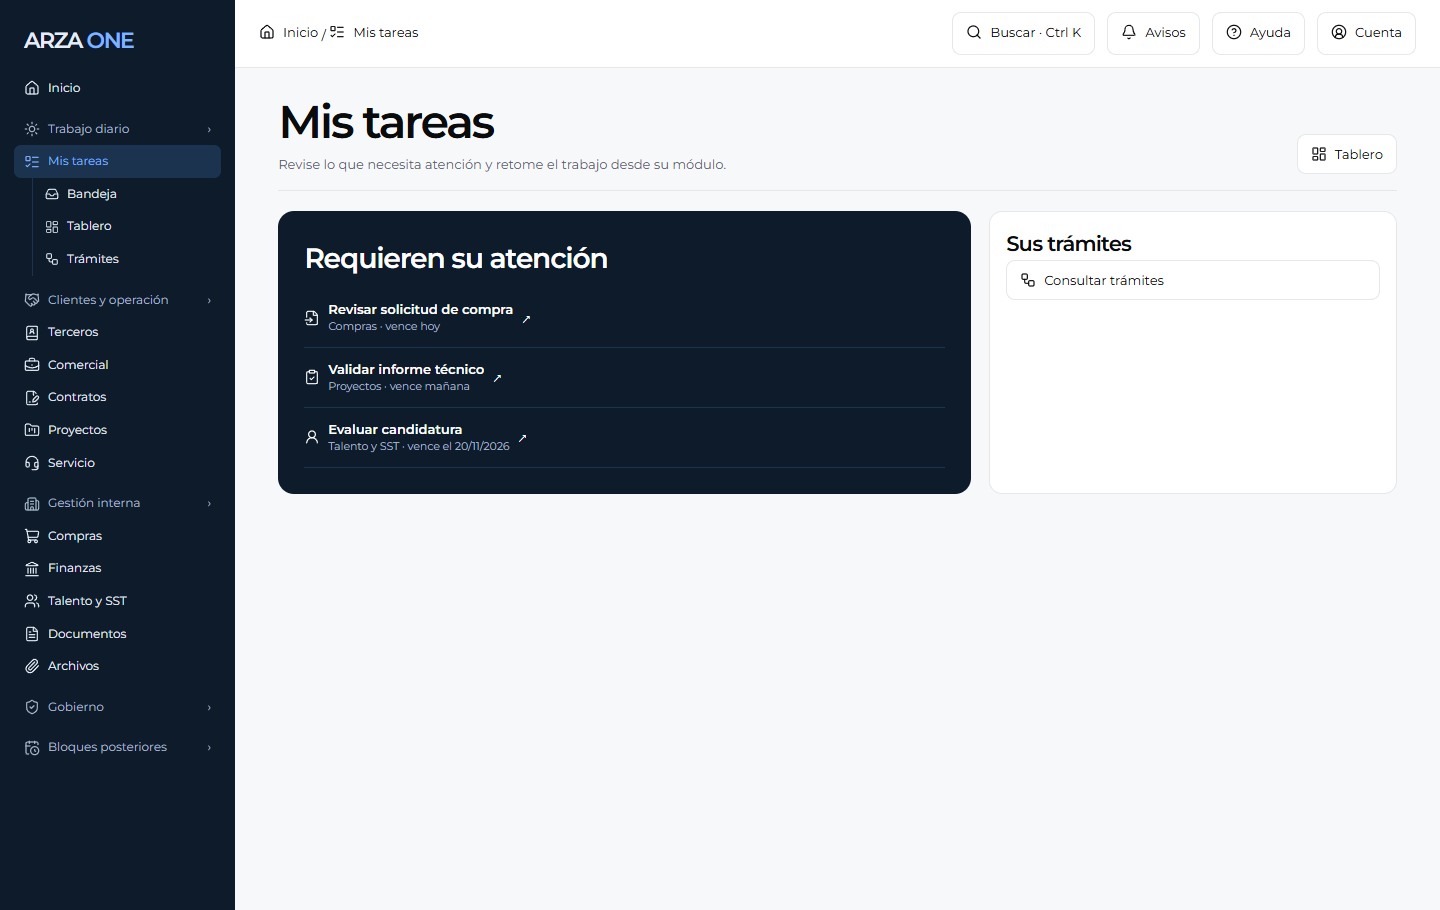 ARZA ONE
Inicio
Trabajo diario ›
Mis tareas
Bandeja
Tablero
Trámites
Clientes y operación ›
Terceros
Comercial
Contratos
Proyectos
Servicio
Gestión interna ›
Compras
Finanzas
Talento y SST
Documentos
Archivos
Gobierno ›
Bloques posteriores ›
Inicio / Mis tareas
Buscar · Ctrl K
Avisos
Ayuda
Cuenta
Mis tareas
Revise lo que necesita atención y retome el trabajo desde su módulo.
Tablero
Requieren su atención
Revisar solicitud de compra
Compras · vence hoy
Validar informe técnico
Proyectos · vence mañana
Evaluar candidatura
Talento y SST · vence el 20/11/2026
Sus trámites
Consultar trámites